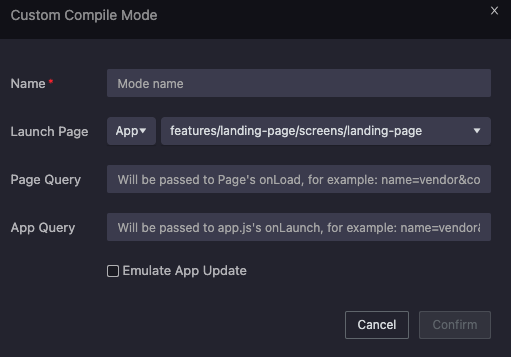 Custom Compile Mode
Name * Mode name
Launch Page App features/landing-page/screens/landing-page
Page Query Will be passed to Page's onLoad, for example: name=vendor&co
App Query Will be passed to app.js's onLaunch, for example: name=vendor&
Emulate App Update
Cancel Confirm